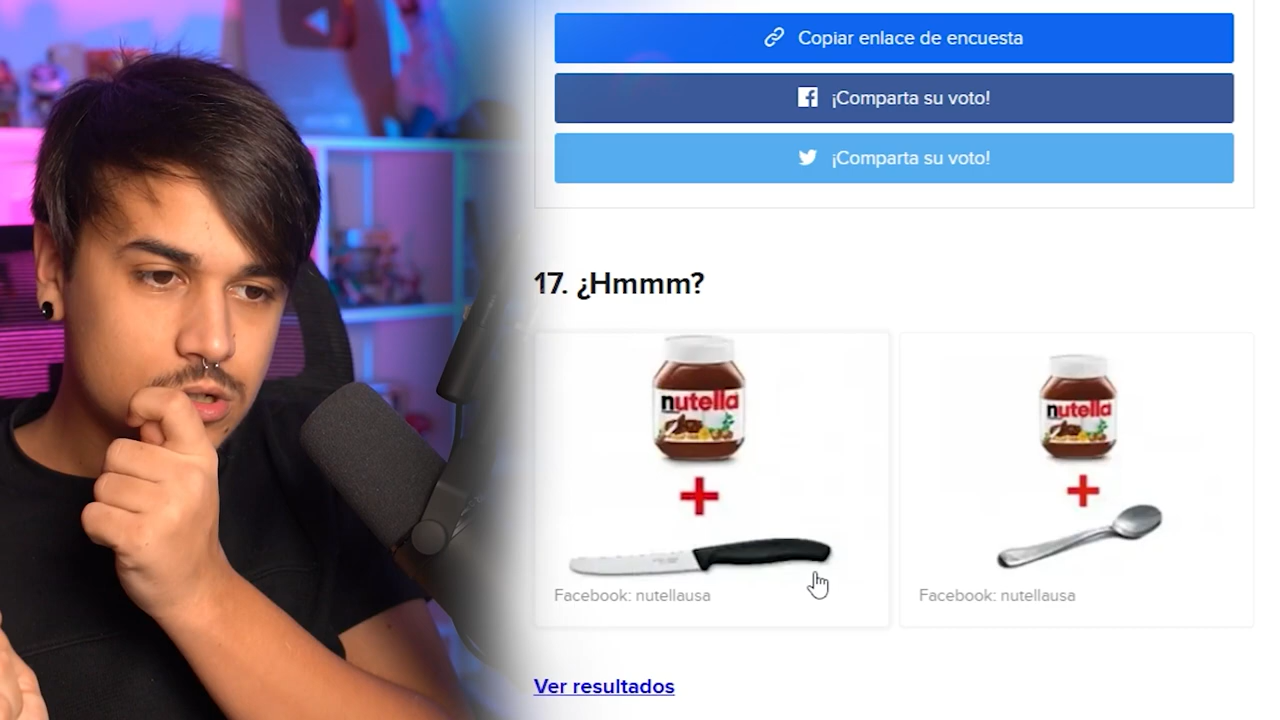 Copiar enlace de encuesta
¡Comparta su voto!
¡Comparta su voto!
17. ¿Hmmm?
nutella
nutella
Facebook: nutellausa
Facebook: nutellausa
Ver resultados